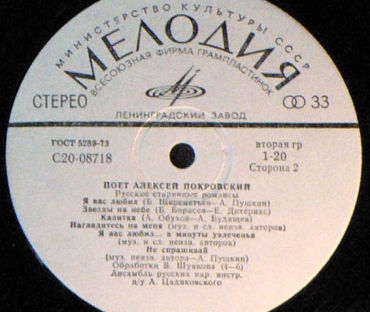 МИНИСТЕРСТВО КУЛЬТУРЫ СССР
МЕЛОДИЯ
ВСЕСОЮЗНАЯ ФИРМА ГРАМПЛАСТИНОК
СТЕРЕО
33
ЛЕНИНГРАДСКИЙ ЗАВОД
ГОСТ 5289-73
вторая гр
С20-08718
1-20
Сторона 2
ПОЕТ АЛЕКСЕЙ ПОКРОВСКИЙ
Русские старинные романсы
Я вас любил (Б. Шереметьев—А. Пушкин)
Звезды на небе (Б. Борисов—Е. Дитерихс)
Калитка (А. Обухов—А. Будищев)
Наглядитесь на меня (муз. и сл. неизв. авторов)
Я вас любил... в минуты увлеченья
(муз. и сл. неизв. авторов)
Не спрашивай
(муз. неизв. автора—А. Пушкин)
Обработки В. Шуякова (4—6)
Ансамбль русских нар. инстр.
п/у А. Цадиковского